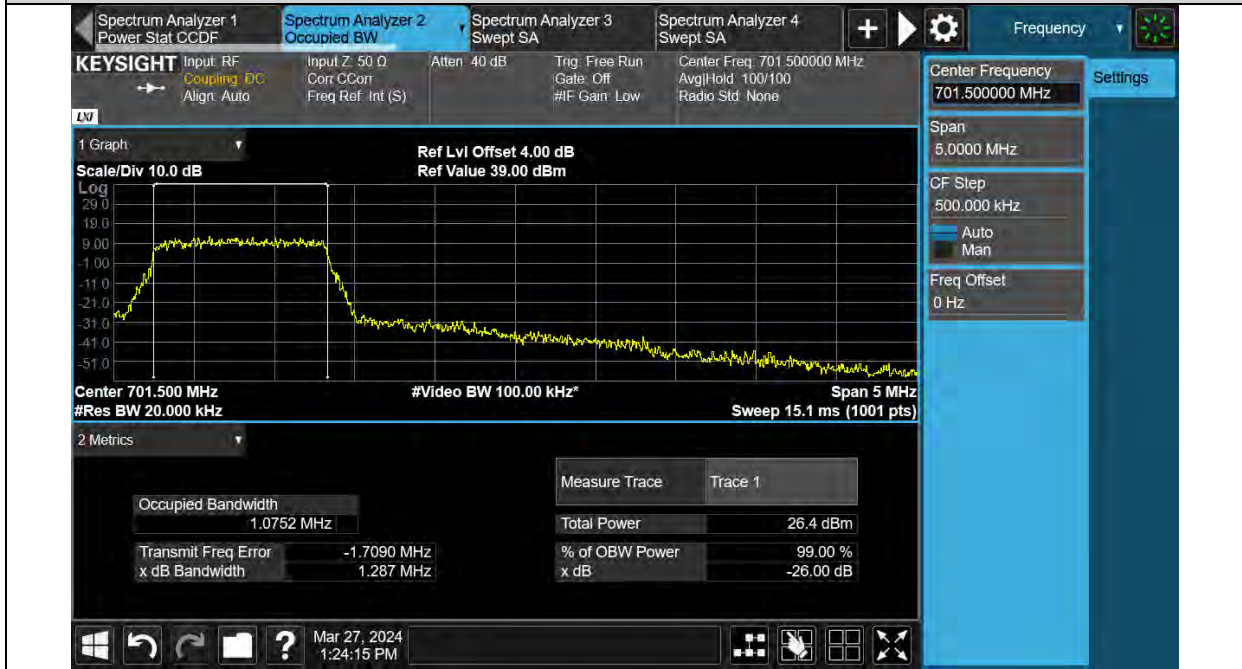 Spectrum Analyzer 1
Power Stat CCDF
Spectrum Analyzer 2
Occupied BW
Spectrum Analyzer 3
Swept SA
Spectrum Analyzer 4
Swept SA
+
Frequency
KEYSIGHT
LXI
Input: RF
Coupling: DC
Align: Auto
Input Z: 50 Ω
Corr CCorr
Freq Ref: Int (S)
Atten: 40 dB
Trig: Free Run
Gate: Off
#IF Gain: Low
Center Freq: 701.500000 MHz
Avg|Hold: 100/100
Radio Std: None
Center Frequency
701.500000 MHz
Settings
Span
5.0000 MHz
CF Step
500.000 kHz
Auto
Man
Freq Offset
0 Hz
1 Graph
Scale/Div 10.0 dB
Ref Lvl Offset 4.00 dB
Ref Value 39.00 dBm
Log
29.0
19.0
9.00
-1.00
-11.0
-21.0
-31.0
-41.0
-51.0
Center 701.500 MHz
#Video BW 100.00 kHz*
Span 5 MHz
#Res BW 20.000 kHz
Sweep 15.1 ms (1001 pts)
2 Metrics
Measure Trace Trace 1
Occupied Bandwidth
1.0752 MHz
Total Power 26.4 dBm
Transmit Freq Error -1.7090 MHz
% of OBW Power 99.00 %
x dB Bandwidth 1.287 MHz
x dB -26.00 dB
?
Mar 27, 2024
1:24:15 PM